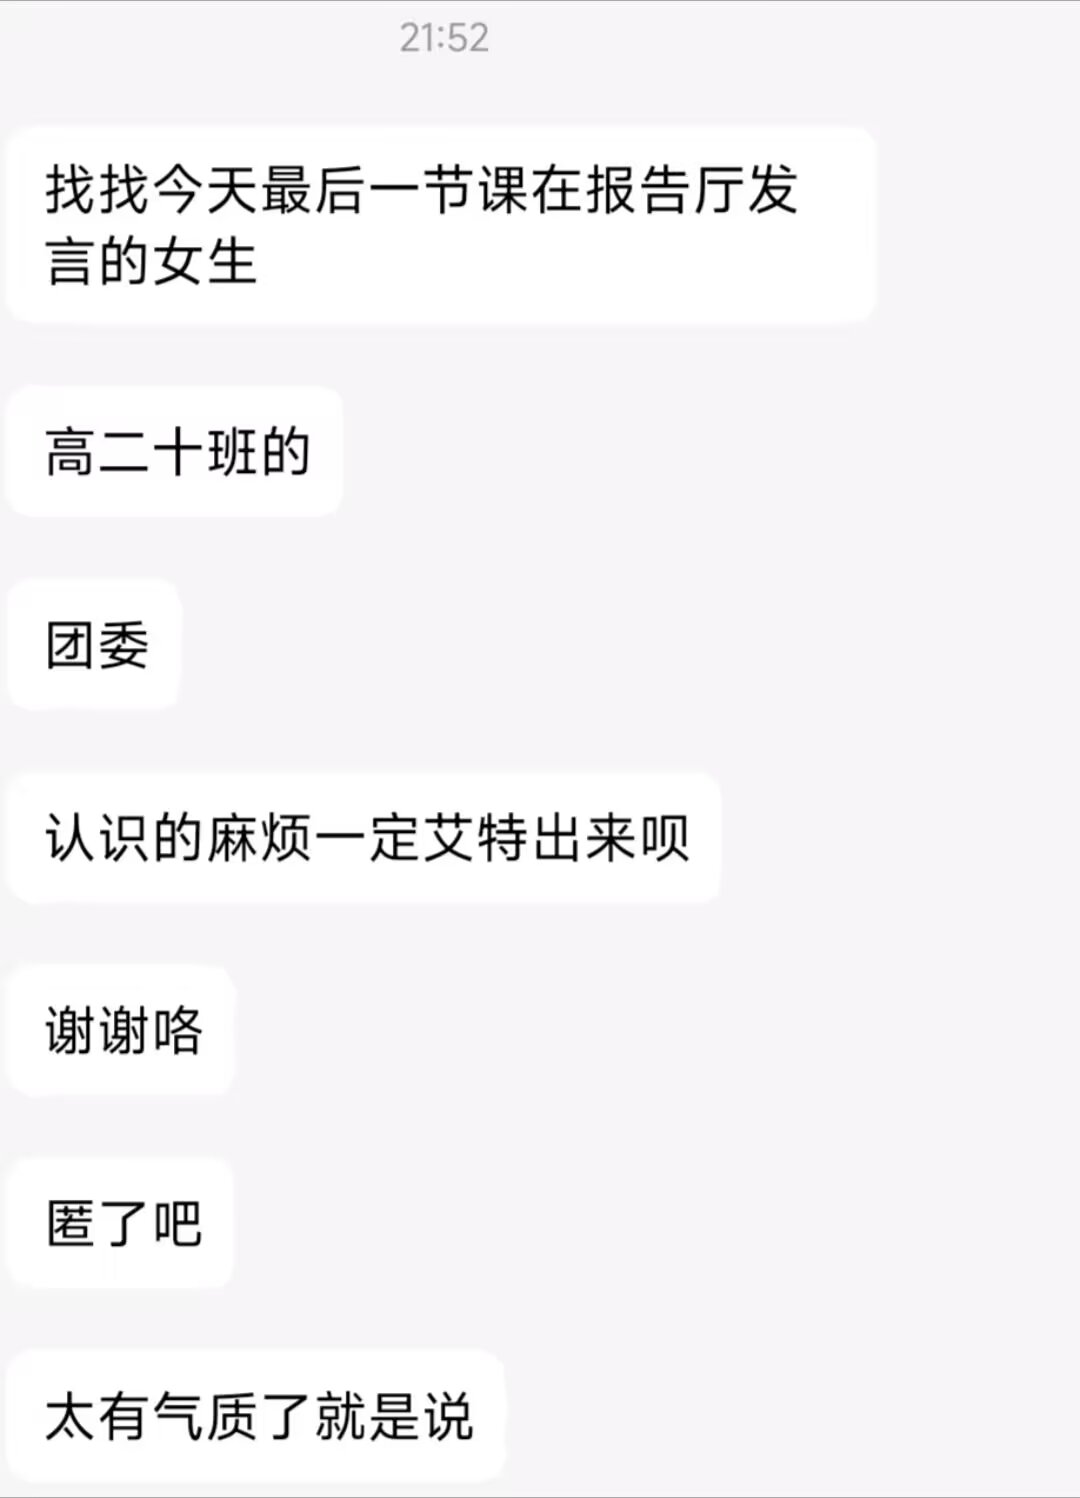 21:52
找找今天最后一节课在报告厅发
言的女生
高二十班的
团委
认识的麻烦一定艾特出来呗
谢谢咯
匿了吧
太有气质了就是说